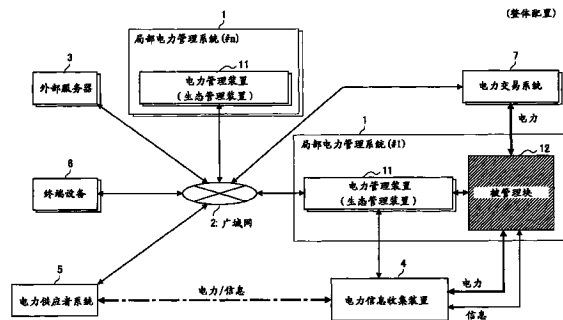 (整体配置)
1
局部电力管理系统(#n)
11
电力管理装置
(生态管理装置)
3
外部服务器
7
电力交易系统
电力
1
局部电力管理系统(#1)
12
11
电力管理装置
(生态管理装置)
被管理块
6
终端设备
2:广域网
5
电力供应者系统
电力/信息
4
电力信息收集装置
电力
信息